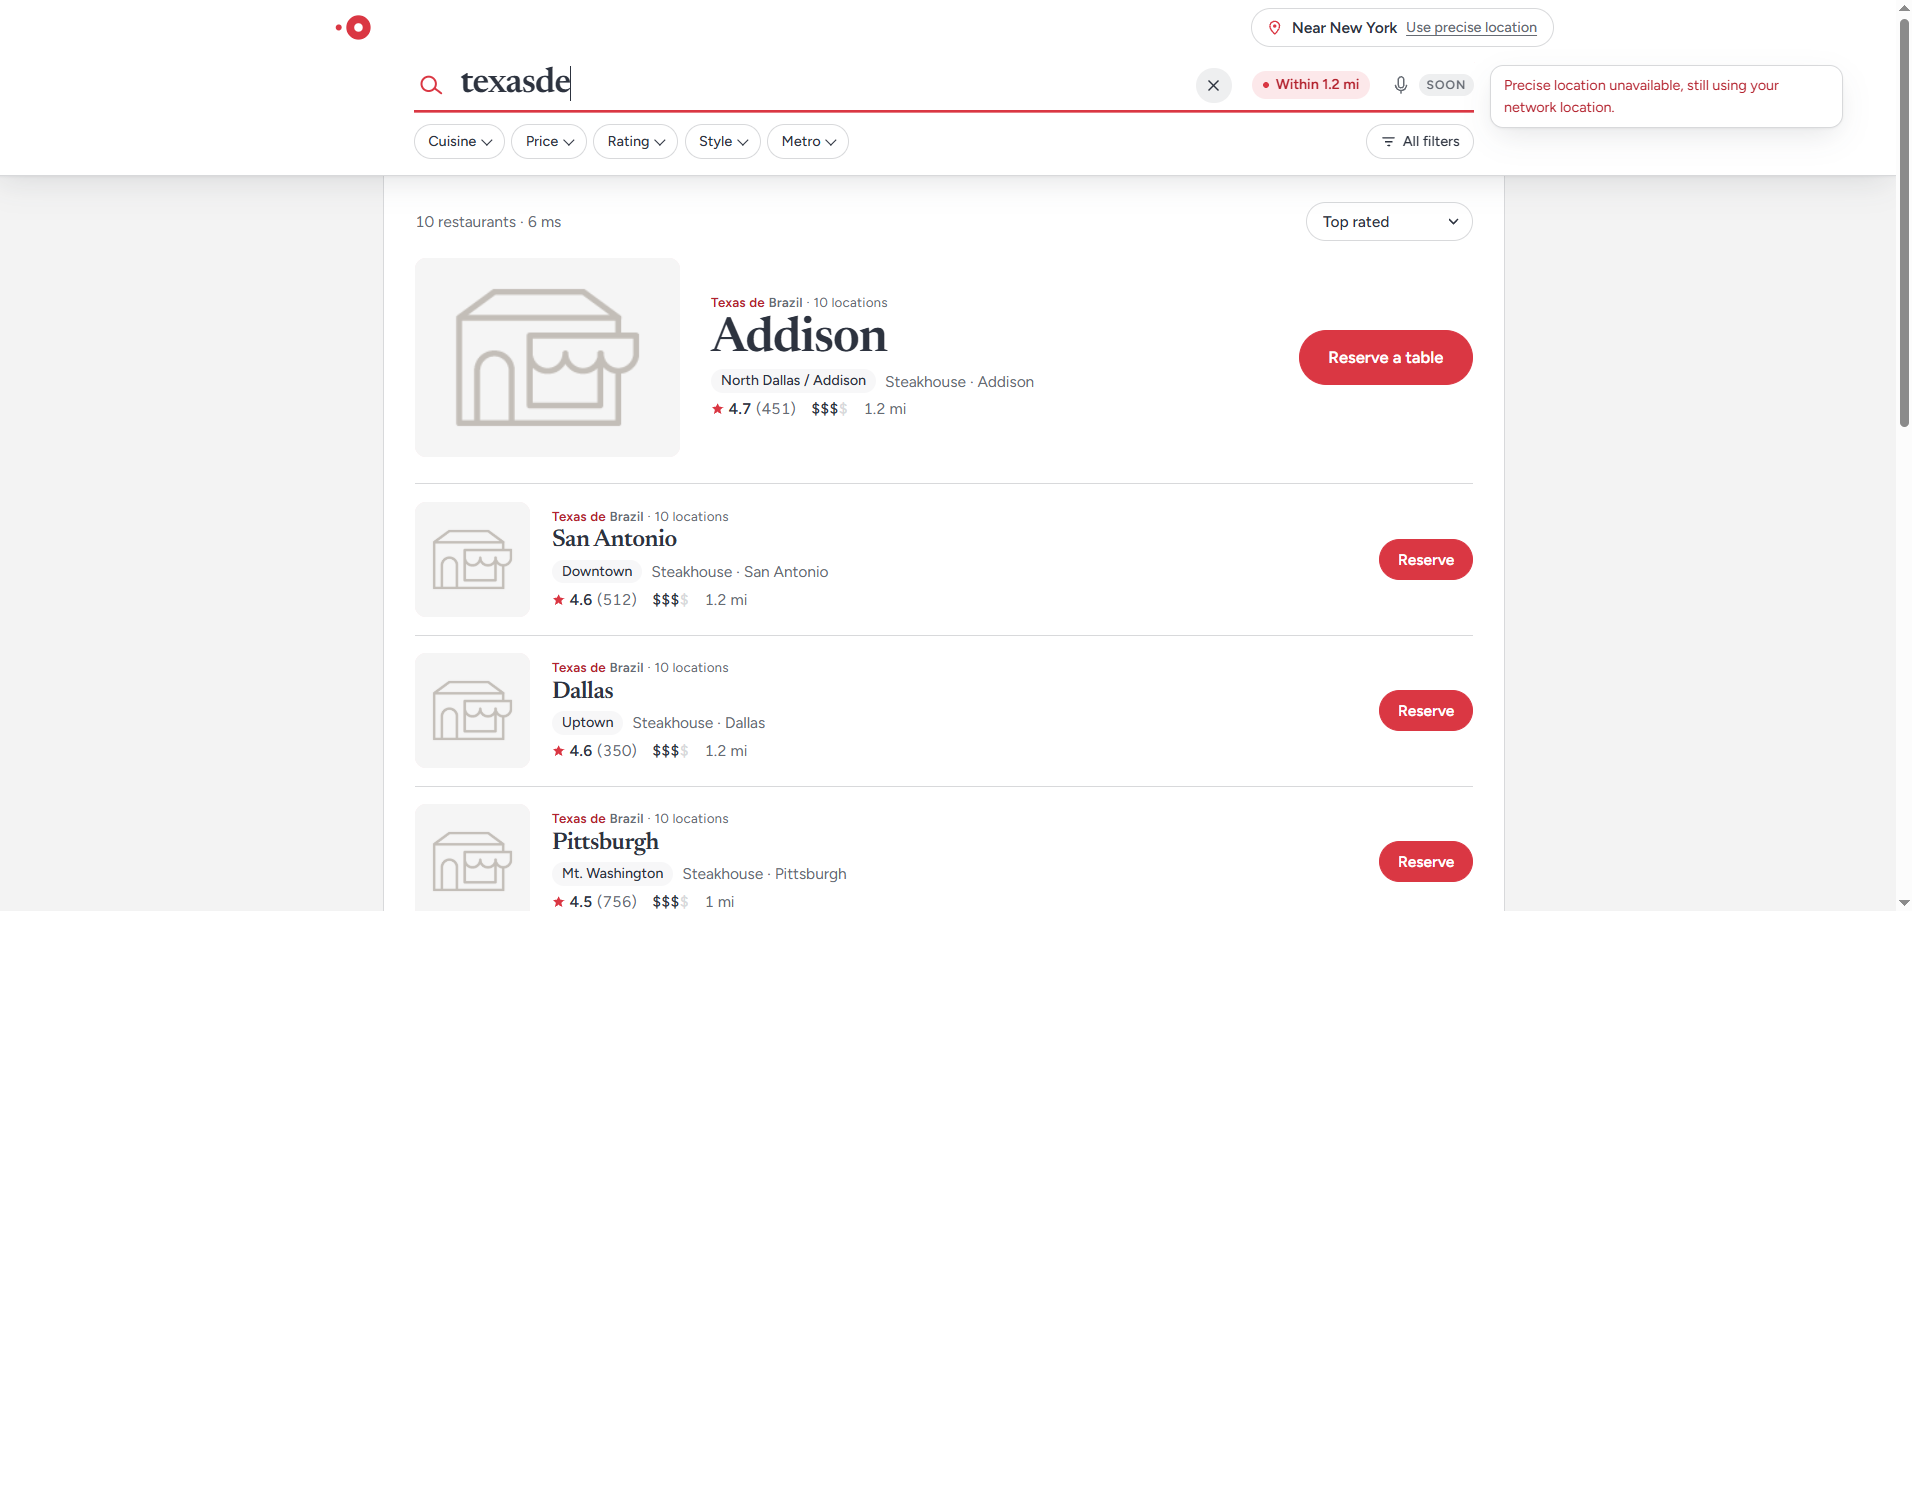 Near New York Use precise location
texasde
Within 1.2 mi
SOON
Precise location unavailable, still using your
network location.
Cuisine
Price
Rating
Style
Metro
All filters
10 restaurants · 6 ms
Top rated
Texas de Brazil · 10 locations
Addison
North Dallas / Addison Steakhouse · Addison
4.7 (451) $$$$ 1.2 mi
Reserve a table
Texas de Brazil · 10 locations
San Antonio
Downtown Steakhouse · San Antonio
4.6 (512) $$$$ 1.2 mi
Reserve
Texas de Brazil · 10 locations
Dallas
Uptown Steakhouse · Dallas
4.6 (350) $$$$ 1.2 mi
Reserve
Texas de Brazil · 10 locations
Pittsburgh
Mt. Washington Steakhouse · Pittsburgh
4.5 (756) $$$$ 1 mi
Reserve